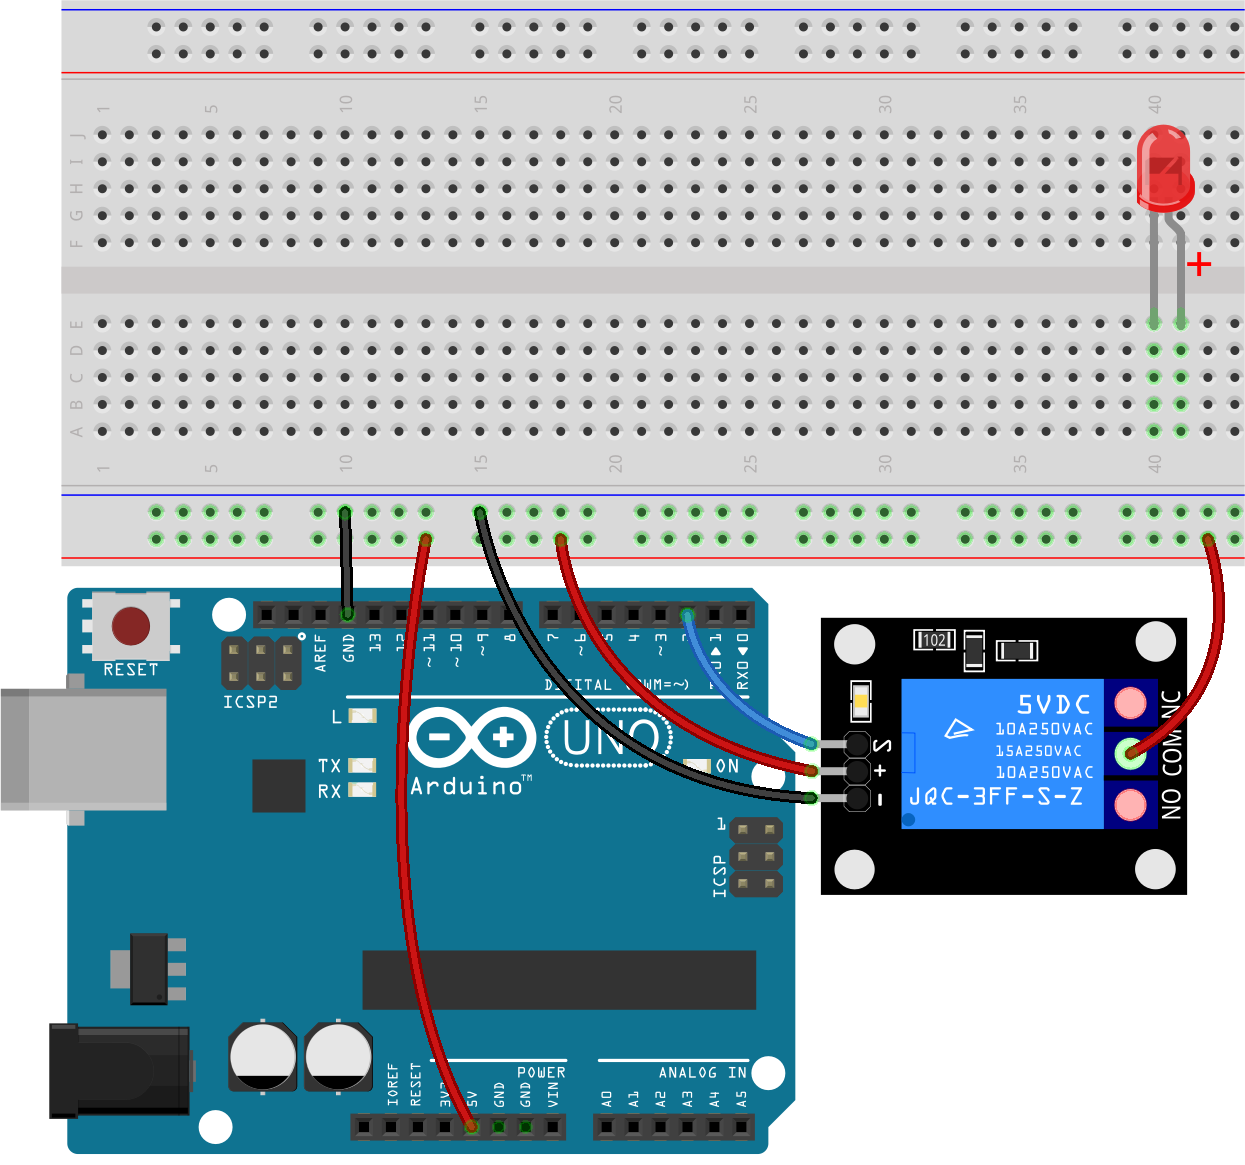 1 5 10 15 20 25 30 35 40
J
I
H
G
F
+
E
D
C
B
A
1 5 10 15 20 25 30 35 40
RESET
ICSP2
AREF GND 13 12 ~11 ~10 ~9 8 7 ~6 5 4 ~3 2 1 RX0◀0
DIGITAL (PWM=~)
L
TX
RX
UNO
Arduino™
ON
1
ICSP
102
S
+
-
5VDC
10A250VAC
15A250VAC
10A250VAC
JQC-3FF-S-Z
NC
COM
NO
POWER
ANALOG IN
IOREF RESET 3V3 5V GND GND VIN A0 A1 A2 A3 A4 A5